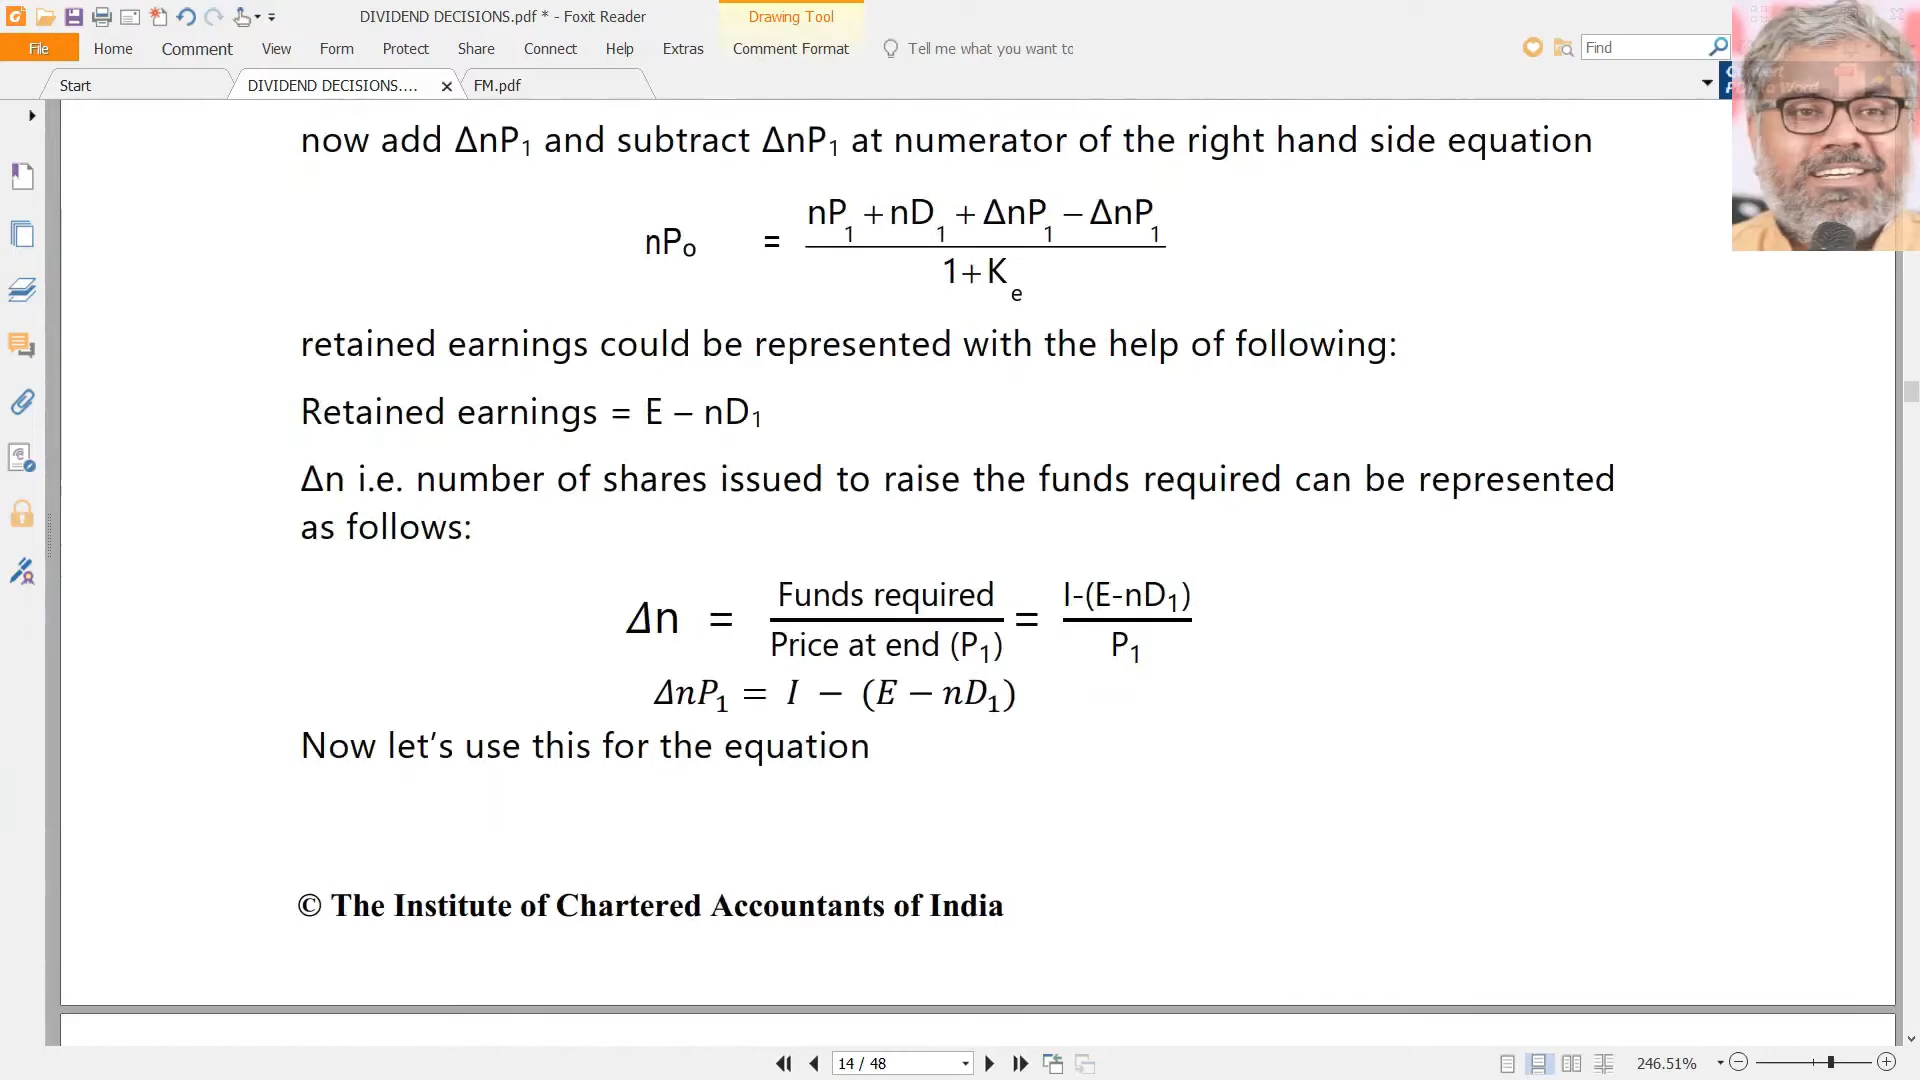 DIVIDEND DECISIONS.pdf * - Foxit Reader
Drawing Tool
File Home Comment View Form Protect Share Connect Help Extras Comment Format Tell me what you want to Find
Start DIVIDEND DECISIONS.... FM.pdf
now add ΔnP₁ and subtract ΔnP₁ at numerator of the right hand side equation
nP₀ = (nP₁ + nD₁ + ΔnP₁ − ΔnP₁) / (1+Kₑ)
retained earnings could be represented with the help of following:
Retained earnings = E – nD₁
Δn i.e. number of shares issued to raise the funds required can be represented
as follows:
Δn = Funds required / Price at end (P₁) = I-(E-nD₁) / P₁
ΔnP₁ = I − (E − nD₁)
Now let’s use this for the equation
© The Institute of Chartered Accountants of India
14 / 48
246.51%